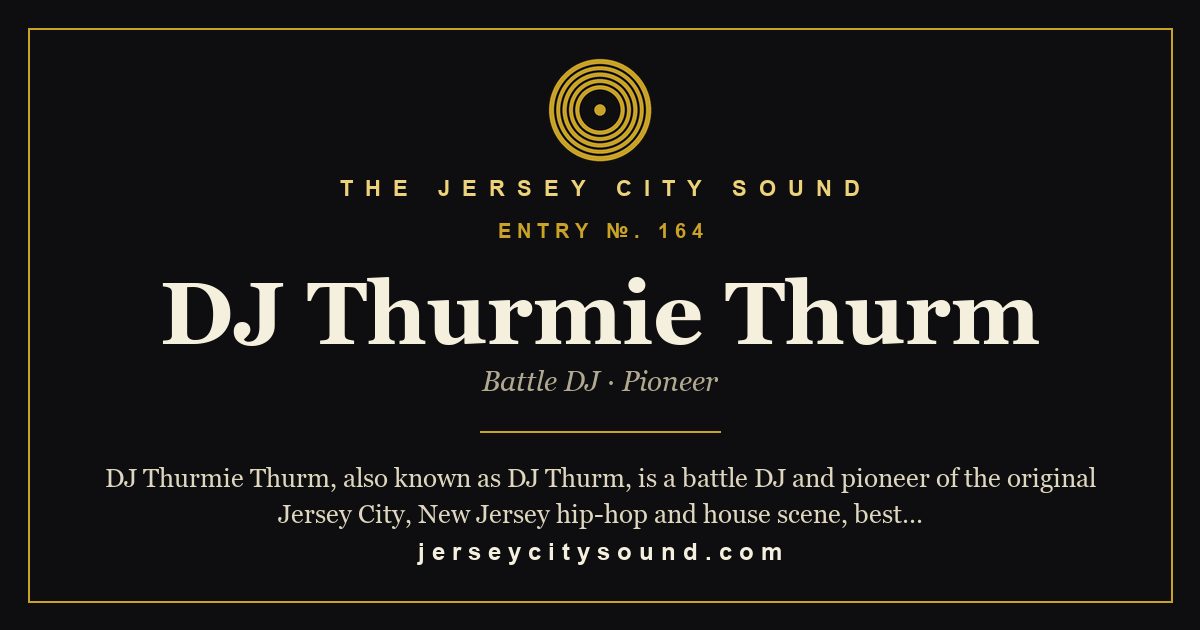 THE JERSEY CITY SOUND
ENTRY №. 164
DJ Thurmie Thurm
Battle DJ · Pioneer
DJ Thurmie Thurm, also known as DJ Thurm, is a battle DJ and pioneer of the original
Jersey City, New Jersey hip-hop and house scene, best...
jerseycitysound.com